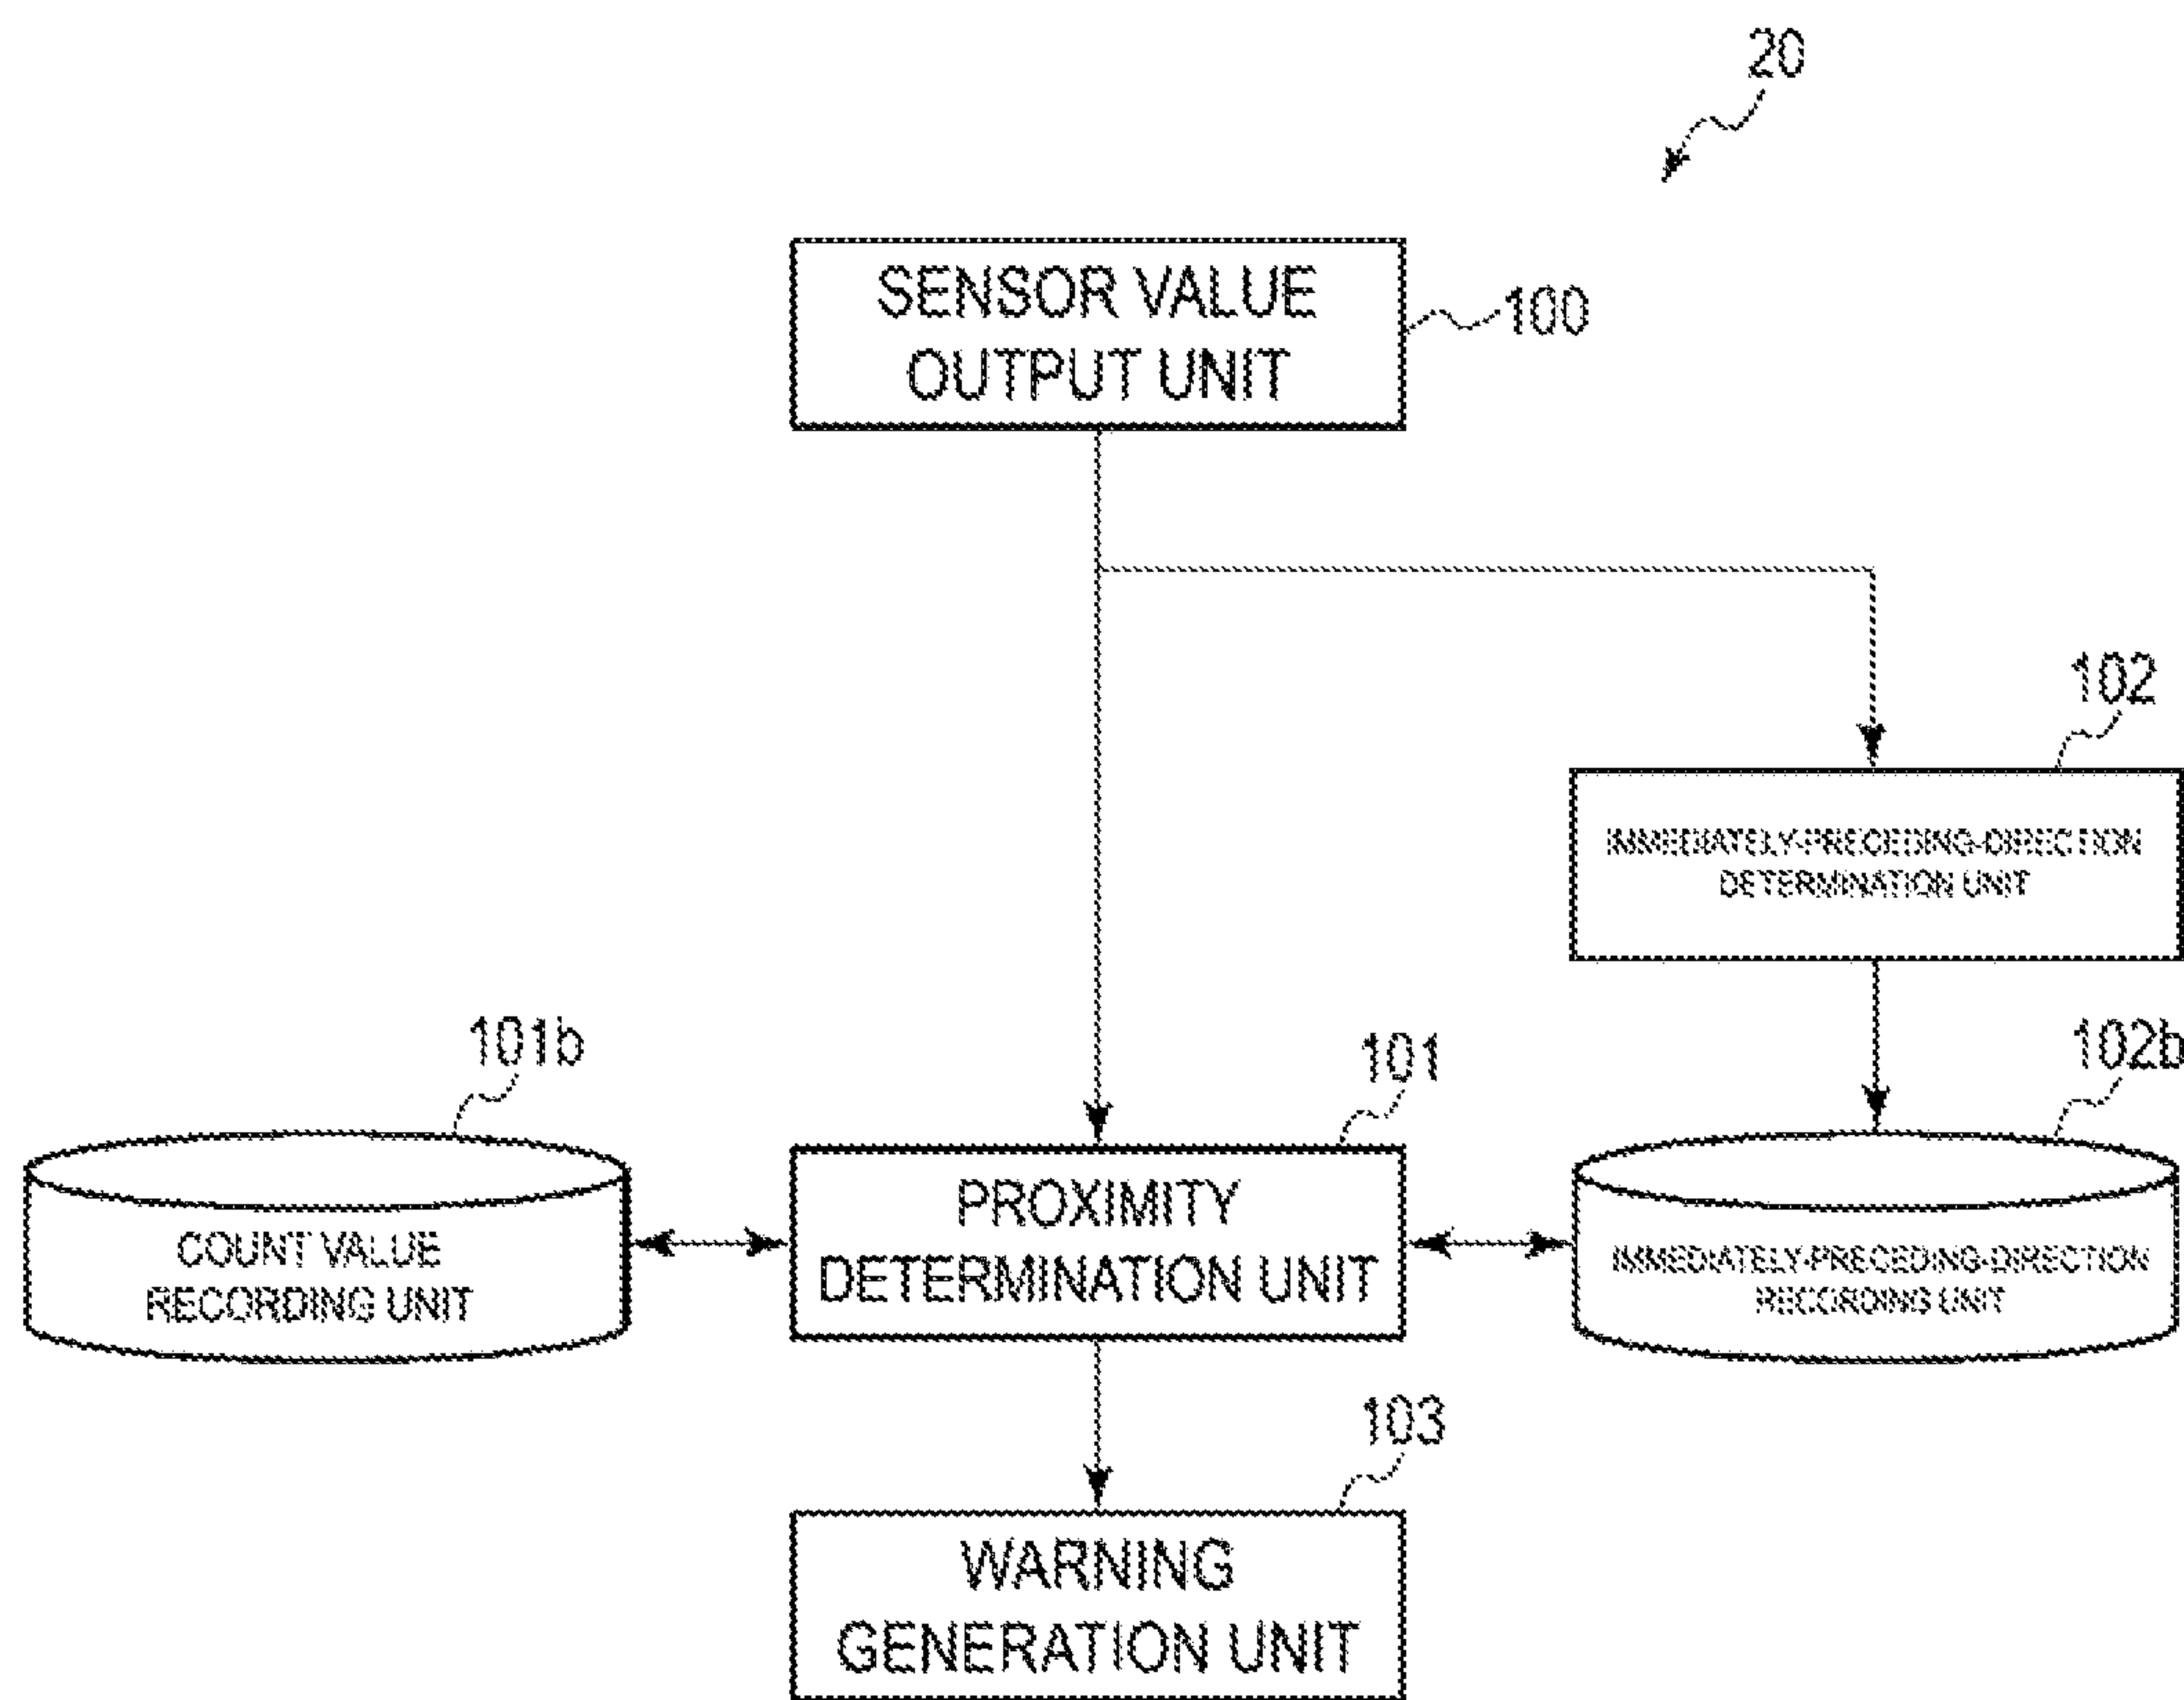 20
SENSOR VALUE
OUTPUT UNIT
100
102
IMMEDIATELY-PRECEDING-DIRECTION
DETERMINATION UNIT
101b
101
102b
COUNT VALUE
RECORDING UNIT
PROXIMITY
DETERMINATION UNIT
IMMEDIATELY-PRECEDING-DIRECTION
RECORDING UNIT
103
WARNING
GENERATION UNIT